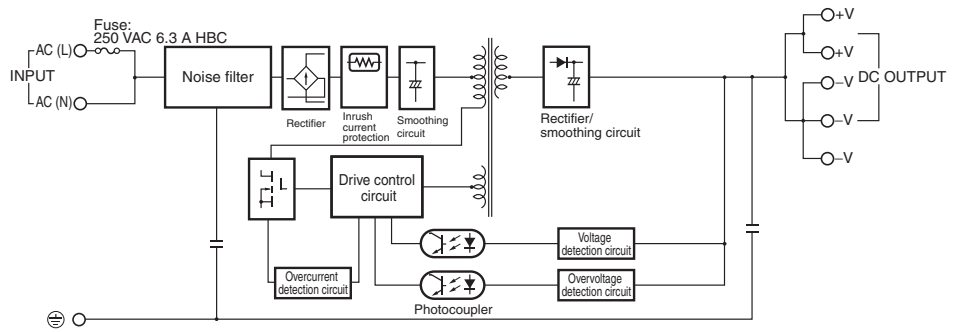 Fuse:
250 VAC 6.3 A HBC
AC (L)
INPUT
AC (N)
Noise filter
Rectifier
Inrush
current
protection
Smoothing
circuit
Rectifier/
smoothing circuit
+V
+V
–V
DC OUTPUT
–V
–V
Drive control
circuit
Overcurrent
detection circuit
Voltage
detection circuit
Overvoltage
detection circuit
Photocoupler